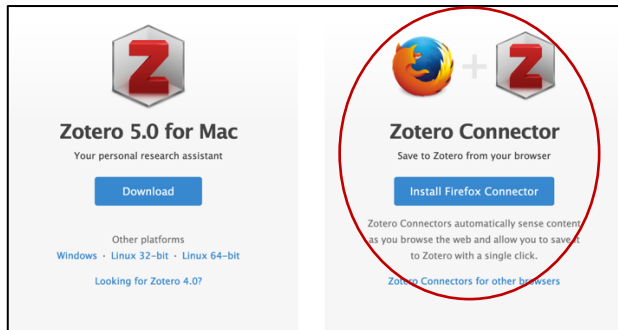 Zotero 5.0 for Mac
Your personal research assistant
Download
Other platforms
Windows · Linux 32-bit · Linux 64-bit
Looking for Zotero 4.0?
Zotero Connector
Save to Zotero from your browser
Install Firefox Connector
Zotero Connectors automatically sense content
as you browse the web and allow you to save it
to Zotero with a single click.
Zotero Connectors for other browsers